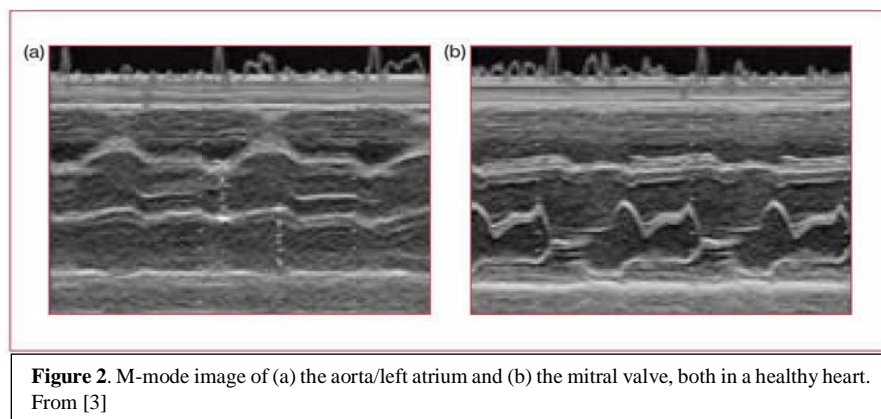 (a)
(b)
Figure 2. M-mode image of (a) the aorta/left atrium and (b) the mitral valve, both in a healthy heart.
From [3]